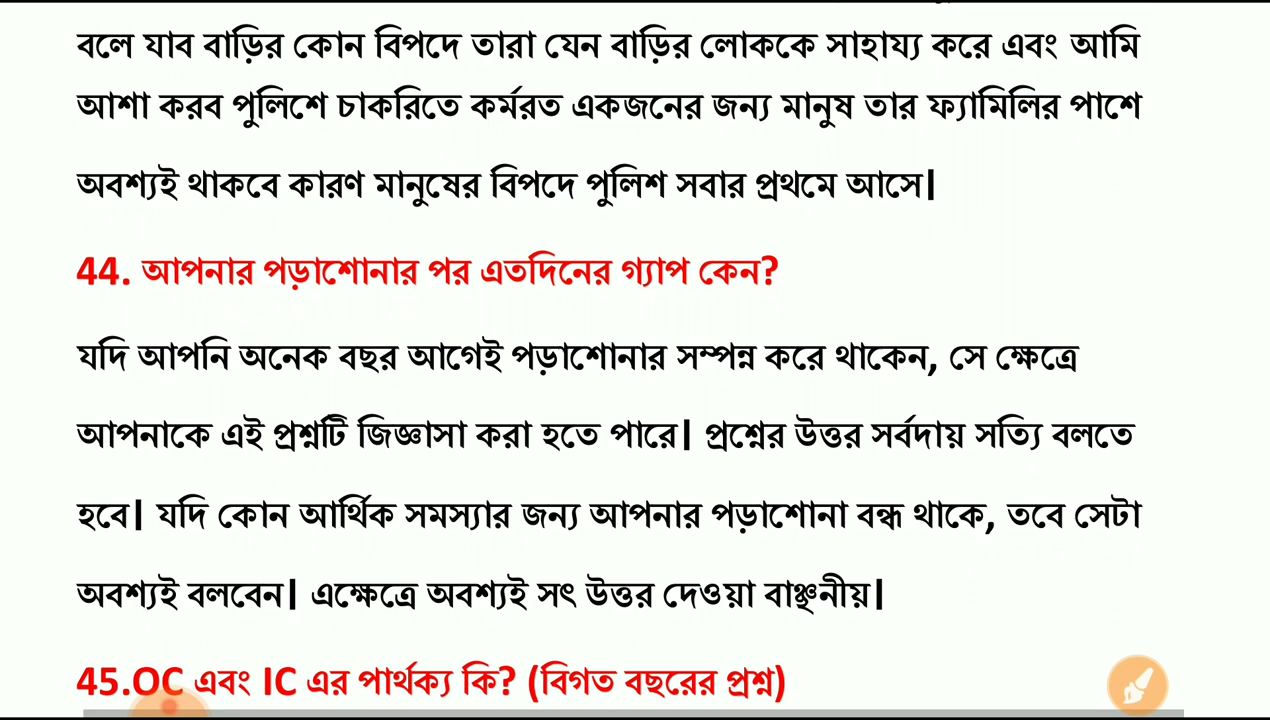 বলে যাব বাড়ির কোন বিপদে তারা যেন বাড়ির লোককে সাহায্য করে এবং আমি
আশা করব পুলিশে চাকরিতে কর্মরত একজনের জন্য মানুষ তার ফ্যামিলির পাশে
অবশ্যই থাকবে কারণ মানুষের বিপদে পুলিশ সবার প্রথমে আসে।
44. আপনার পড়াশোনার পর এতদিনের গ্যাপ কেন?
যদি আপনি অনেক বছর আগেই পড়াশোনার সম্পন্ন করে থাকেন, সে ক্ষেত্রে
আপনাকে এই প্রশ্নটি জিজ্ঞাসা করা হতে পারে। প্রশ্নের উত্তর সর্বদায় সত্যি বলতে
হবে। যদি কোন আর্থিক সমস্যার জন্য আপনার পড়াশোনা বন্ধ থাকে, তবে সেটা
অবশ্যই বলবেন। এক্ষেত্রে অবশ্যই সৎ উত্তর দেওয়া বাঞ্চনীয়।
45.OC এবং IC এর পার্থক্য কি? (বিগত বছরের প্রশ্ন)